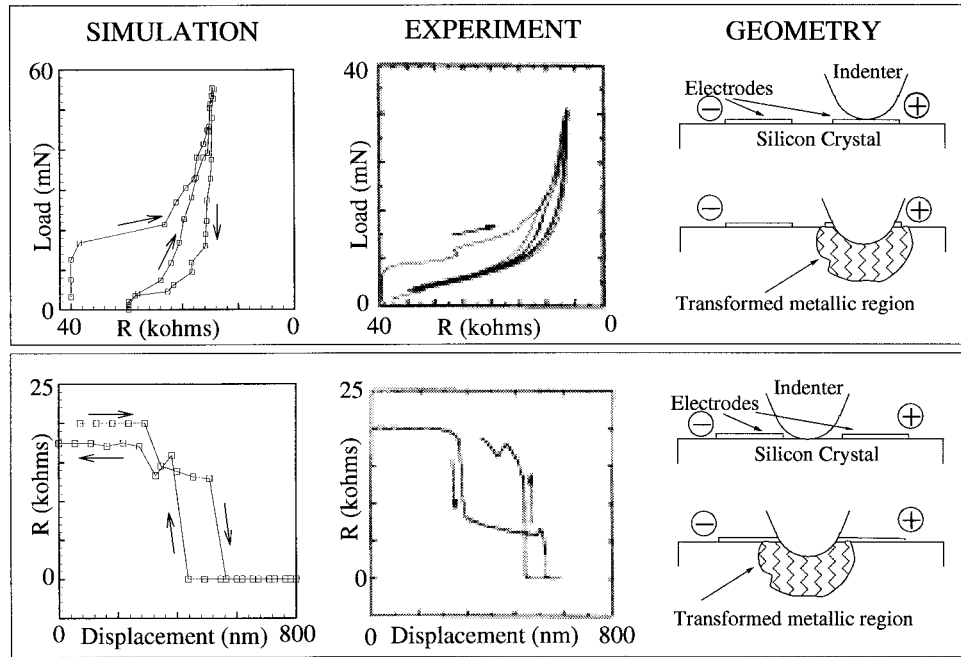 SIMULATION
EXPERIMENT
GEOMETRY
60
Load (mN)
0
40
R (kohms)
0
40
Load (mN)
0
40
R (kohms)
0
Indenter
Electrodes
−
+
Silicon Crystal
−
+
Transformed metallic region
25
R (kohms)
0
0
Displacement (nm)
800
25
R (kohms)
0
0
Displacement (nm)
800
Indenter
Electrodes
−
+
Silicon Crystal
−
+
Transformed metallic region